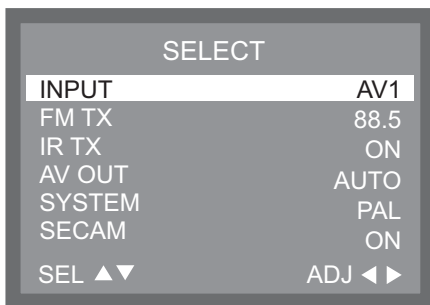 SELECT
INPUT AV1
FM TX 88.5
IR TX ON
AV OUT AUTO
SYSTEM PAL
SECAM ON
SEL ▲▼ ADJ ◀ ▶